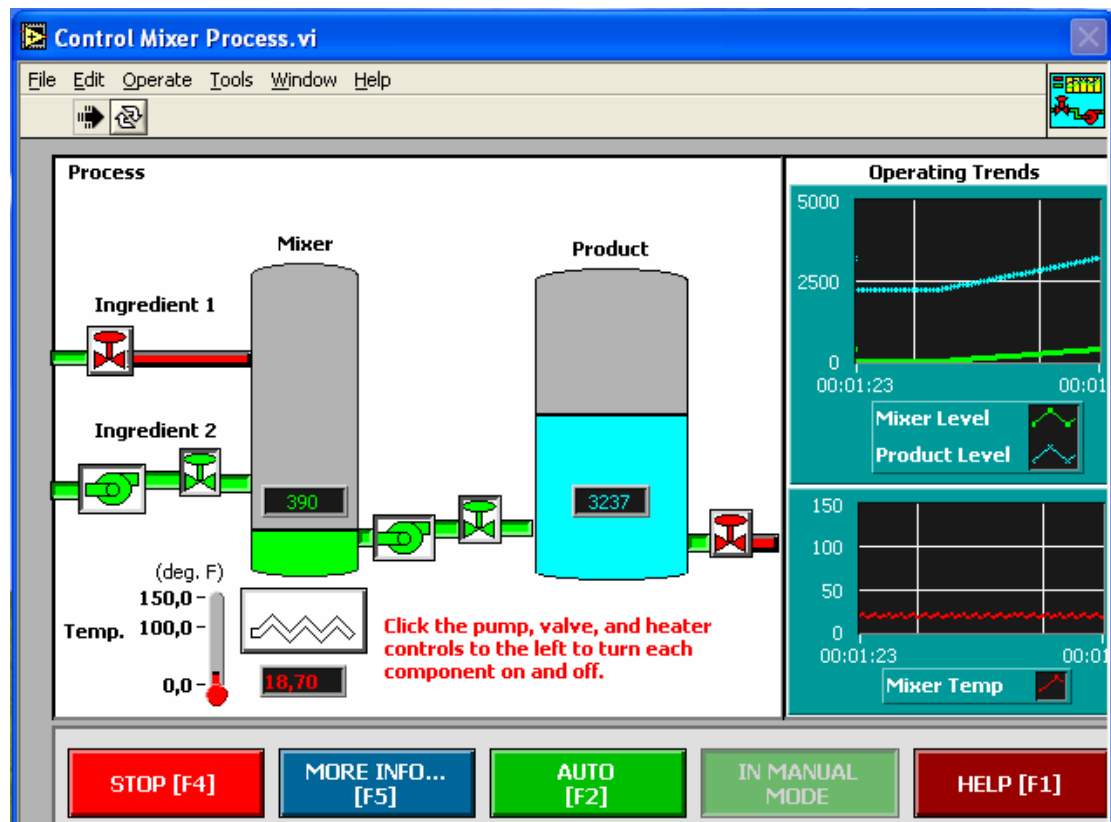 Control Mixer Process.vi
File Edit Operate Tools Window Help
Process
Mixer
Product
Ingredient 1
Ingredient 2
390
3237
(deg. F)
150,0
Temp. 100,0
0,0
18,70
Click the pump, valve, and heater
controls to the left to turn each
component on and off.
Operating Trends
5000
2500
0
00:01:23 00:01
Mixer Level
Product Level
150
100
50
0
00:01:23 00:01
Mixer Temp
STOP [F4]
MORE INFO...
[F5]
AUTO
[F2]
IN MANUAL
MODE
HELP [F1]